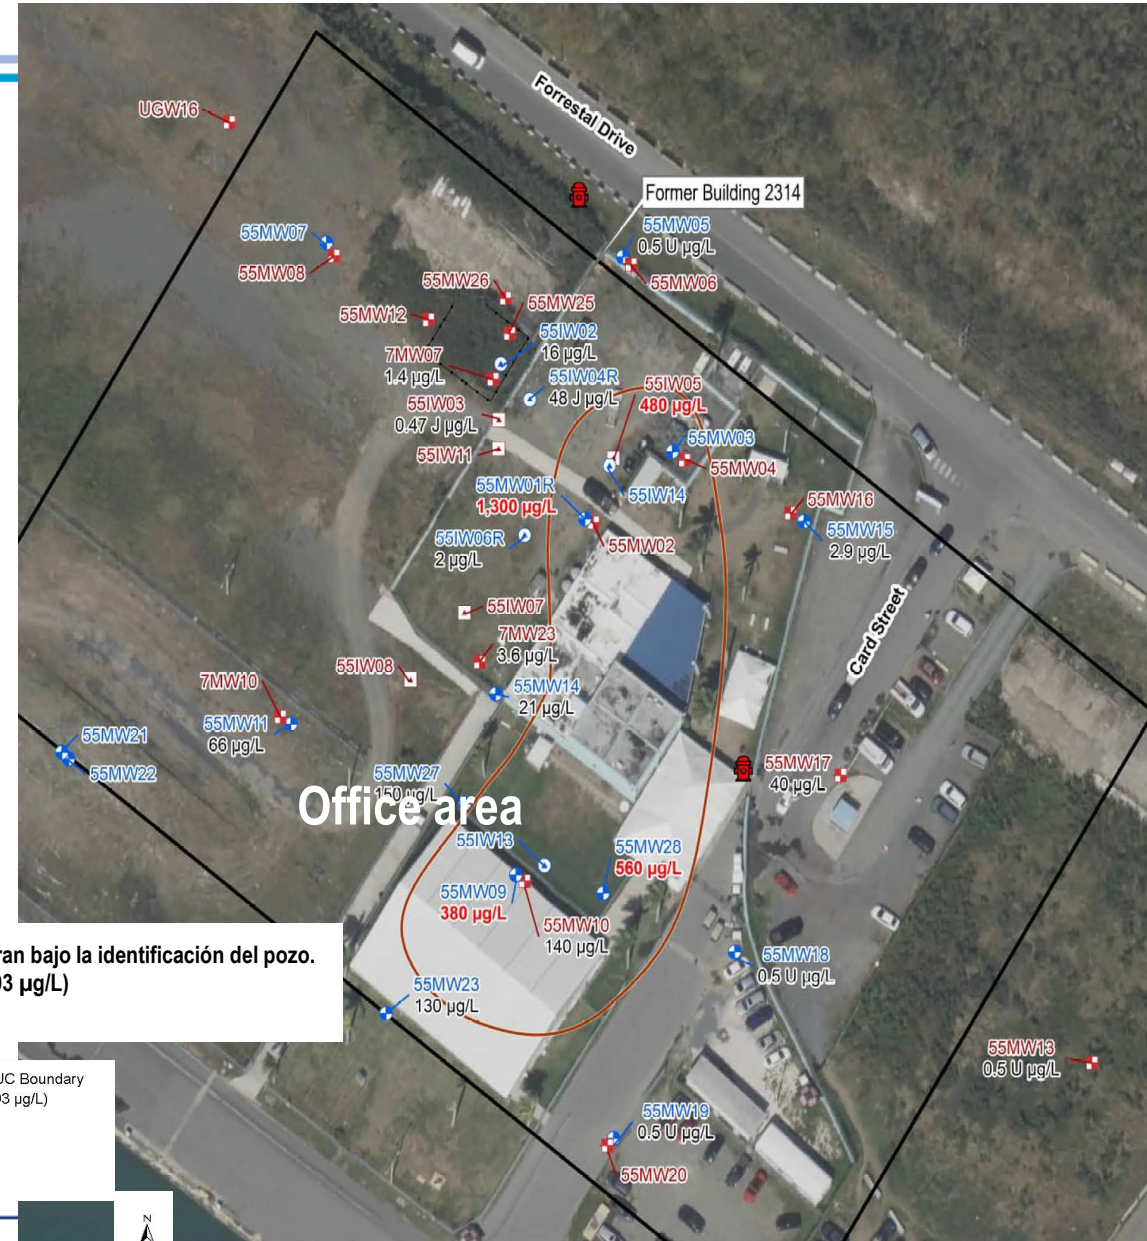 Forrestal Drive
UGW16
Former Building 2314
55MW05
0.5 U µg/L
55MW07
55MW08
55MW06
55MW26
55MW25
55MW12
55IW02
16 µg/L
7MW07
1.4 µg/L
55IW04R
48 J µg/L
55IW05
480 µg/L
55IW03
0.47 J µg/L
55MW03
55IW11
55MW04
55MW01R
1,300 µg/L
55IW14
55MW16
55MW15
2.9 µg/L
55IW06R
2 µg/L
55MW02
55IW07
Card Street
7MW23
3.6 µg/L
55IW08
7MW10
55MW14
21 µg/L
55MW11
66 µg/L
55MW21
55MW22
55MW27
150 µg/L
55MW17
40 µg/L
Office area
55IW13
55MW28
560 µg/L
55MW09
380 µg/L
55MW10
140 µg/L
ran bajo la identificación del pozo.
03 µg/L)
55MW18
0.5 U µg/L
55MW23
130 µg/L
55MW13
0.5 U µg/L
UC Boundary
03 µg/L)
55MW19
0.5 U µg/L
55MW20
N